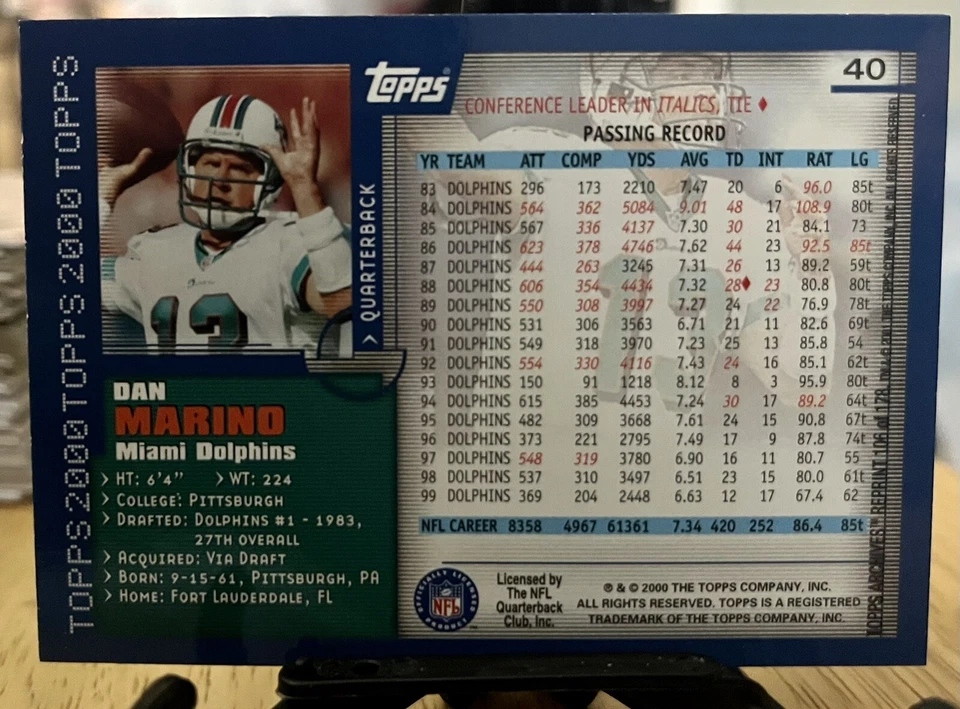 TOPPS2000TOPPS2000TOPPS2000TOPPS
13
> QUARTERBACK
DAN
MARINO
Miami Dolphins
> HT: 6'4" > WT: 224
> COLLEGE: PITTSBURGH
> DRAFTED: DOLPHINS #1 - 1983,
27TH OVERALL
> ACQUIRED: VIA DRAFT
> BORN: 9-15-61, PITTSBURGH, PA
> HOME: FORT LAUDERDALE, FL
Topps
40
CONFERENCE LEADER IN ITALICS, TIE ♦
PASSING RECORD
YR TEAM ATT COMP YDS AVG TD INT RAT LG
83 DOLPHINS 296 173 2210 7.47 20 6 96.0 85t
84 DOLPHINS 564 362 5084 9.01 48 17 108.9 80t
85 DOLPHINS 567 336 4137 7.30 30 21 84.1 73
86 DOLPHINS 623 378 4746 7.62 44 23 92.5 85t
87 DOLPHINS 444 263 3245 7.31 26 13 89.2 59t
88 DOLPHINS 606 354 4434 7.32 28♦ 23 80.8 80t
89 DOLPHINS 550 308 3997 7.27 24 22 76.9 78t
90 DOLPHINS 531 306 3563 6.71 21 11 82.6 69t
91 DOLPHINS 549 318 3970 7.23 25 13 85.8 54
92 DOLPHINS 554 330 4116 7.43 24 16 85.1 62t
93 DOLPHINS 150 91 1218 8.12 8 3 95.9 80t
94 DOLPHINS 615 385 4453 7.24 30 17 89.2 64t
95 DOLPHINS 482 309 3668 7.61 24 15 90.8 67t
96 DOLPHINS 373 221 2795 7.49 17 9 87.8 74t
97 DOLPHINS 548 319 3780 6.90 16 11 80.7 55
98 DOLPHINS 537 310 3497 6.51 23 15 80.0 61t
99 DOLPHINS 369 204 2448 6.63 12 17 67.4 62
NFL CAREER 8358 4967 61361 7.34 420 252 86.4 85t
OFFICIALLY LICENSED
NFL
PRODUCT
Licensed by
The NFL
Quarterback
Club, Inc.
® & © 2000 THE TOPPS COMPANY, INC.
ALL RIGHTS RESERVED. TOPPS IS A REGISTERED
TRADEMARK OF THE TOPPS COMPANY, INC.
TOPPS ARCHIVES™ REPRINT 106 of 178